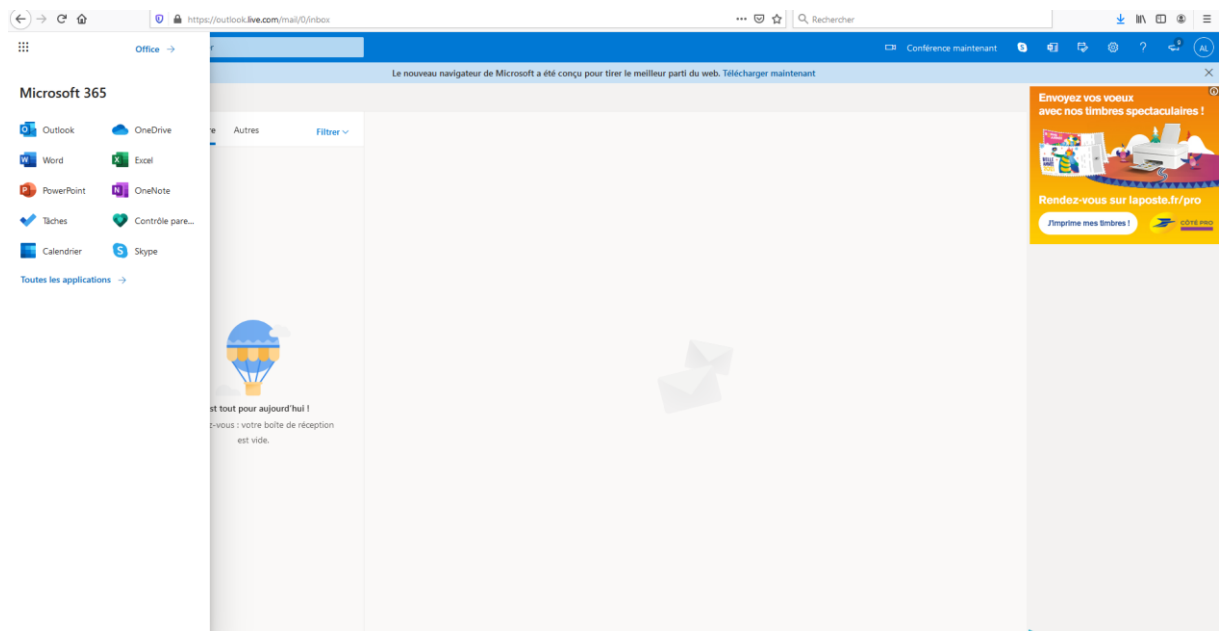 https://outlook.live.com/mail/0/inbox
Rechercher
Office →
r
Conférence maintenant
AL
Le nouveau navigateur de Microsoft a été conçu pour tirer le meilleur parti du web. Télécharger maintenant
Microsoft 365
Outlook
OneDrive
Word
Excel
PowerPoint
OneNote
Tâches
Contrôle pare...
Calendrier
Skype
Toutes les applications →
re
Autres
Filtrer
st tout pour aujourd'hui !
z-vous : votre boîte de réception
est vide.
Envoyez vos voeux
avec nos timbres spectaculaires !
Rendez-vous sur laposte.fr/pro
J'imprime mes timbres !
CÔTÉ PRO